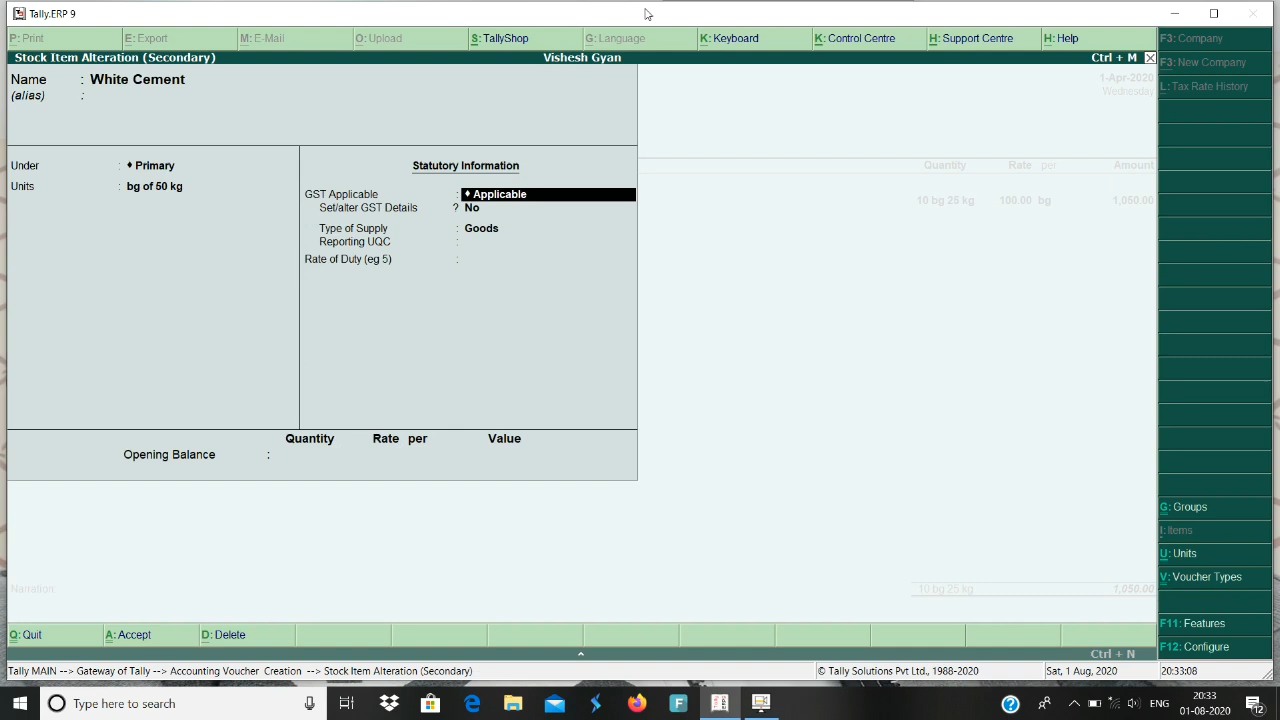 Tally.ERP 9
P: Print E: Export M: E-Mail O: Upload S: TallyShop G: Language K: Keyboard K: Control Centre H: Support Centre H: Help F3: Company
Stock Item Alteration (Secondary) Vishesh Gyan Ctrl + M
F3: New Company
Name : White Cement 1-Apr-2020
L: Tax Rate History
(alias) : Wednesday
Under : ♦ Primary Statutory Information Quantity Rate per Amount
Units : bg of 50 kg GST Applicable : ♦ Applicable
10 bg 25 kg 100.00 bg 1,050.00
Set/alter GST Details ? No
Type of Supply : Goods
Reporting UQC :
Rate of Duty (eg 5) :
Quantity Rate per Value
Opening Balance :
G: Groups
I: Items
U: Units
V: Voucher Types
Narration: 10 bg 25 kg 1,050.00
F11: Features
Q: Quit A: Accept D: Delete
F12: Configure
Ctrl + N
Tally MAIN --> Gateway of Tally --> Accounting Voucher Creation --> Stock Item Alteration (Secondary) © Tally Solutions Pvt Ltd., 1988-2020 Sat, 1 Aug, 2020 20:33:08
Type here to search ENG 20:33
01-08-2020